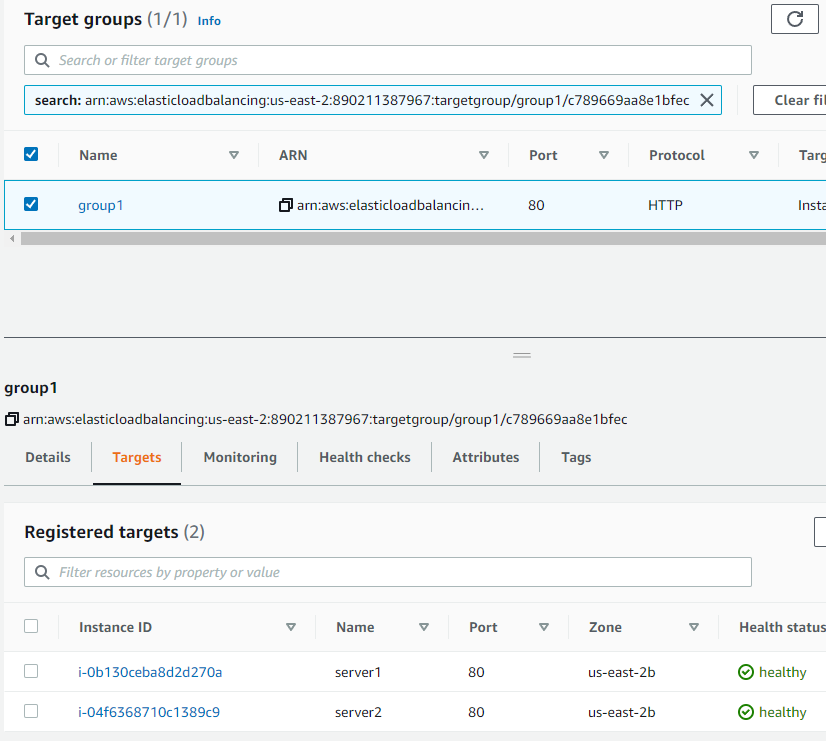 Target groups (1/1) Info
Search or filter target groups
search: arn:aws:elasticloadbalancing:us-east-2:890211387967:targetgroup/group1/c789669aa8e1bfec
Clear fil
Name ARN Port Protocol Targ
group1 arn:aws:elasticloadbalancin... 80 HTTP Insta
group1
arn:aws:elasticloadbalancing:us-east-2:890211387967:targetgroup/group1/c789669aa8e1bfec
Details Targets Monitoring Health checks Attributes Tags
Registered targets (2)
Filter resources by property or value
Instance ID Name Port Zone Health status
i-0b130ceba8d2d270a server1 80 us-east-2b healthy
i-04f6368710c1389c9 server2 80 us-east-2b healthy